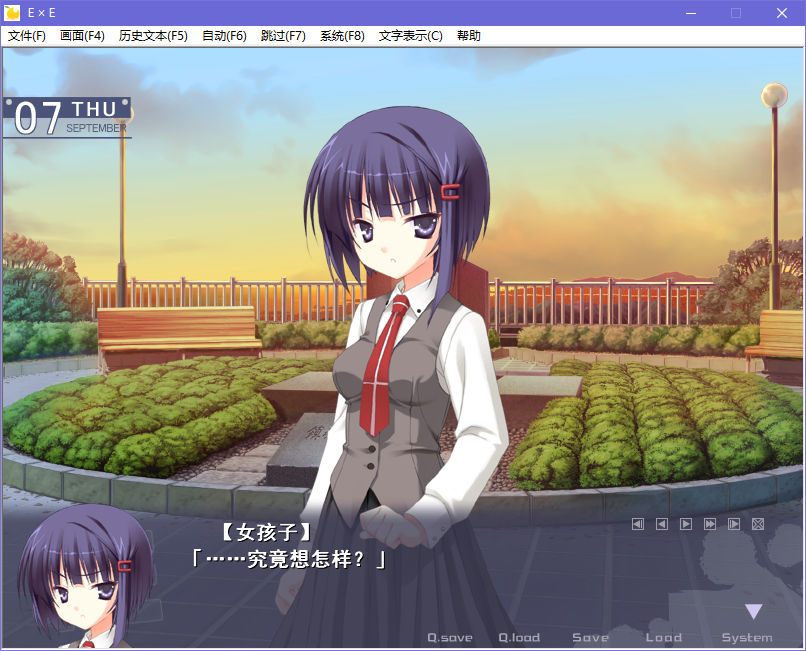 E×E
文件(F) 画面(F4) 历史文本(F5) 自动(F6) 跳过(F7) 系统(F8) 文字表示(C) 帮助
07 THU
SEPTEMBER
【女孩子】
「……究竟想怎样？」
Q.save Q.load Save Load System